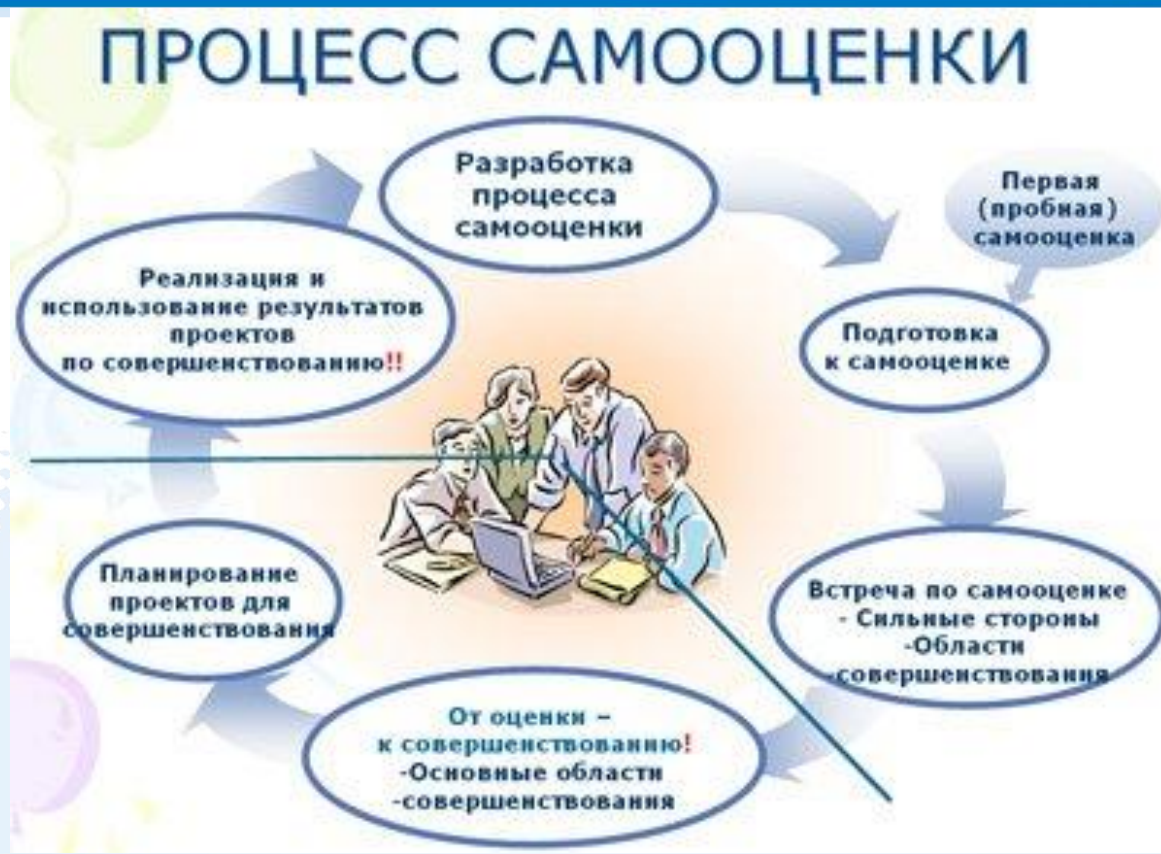 ПРОЦЕСС САМООЦЕНКИ
Разработка
процесса
самооценки
Первая
(пробная)
самооценка
Подготовка
к самооценке
Встреча по самооценке
- Сильные стороны
-Области
-совершенствования
От оценки –
к совершенствованию!
-Основные области
-совершенствования
Планирование
проектов для
совершенствования
Реализация и
использование результатов
проектов
по совершенствованию!!